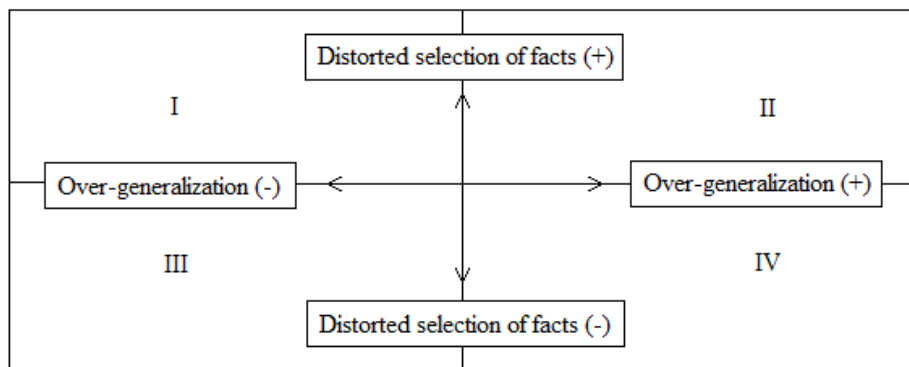 Distorted selection of facts (+)
I
II
Over-generalization (-)
Over-generalization (+)
III
IV
Distorted selection of facts (-)